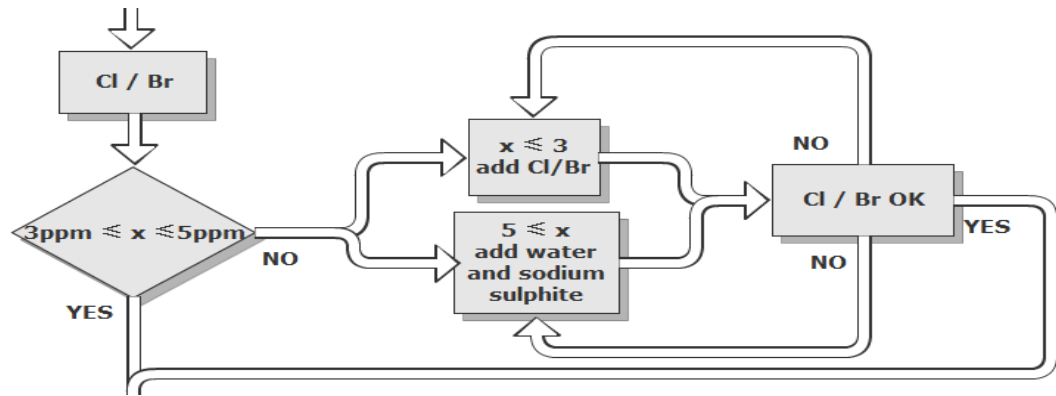 Cl / Br
3ppm ≤ x ≤5ppm
NO
YES
x ≤ 3
add Cl/Br
5 ≤ x
add water
and sodium
sulphite
NO
Cl / Br OK
YES
NO